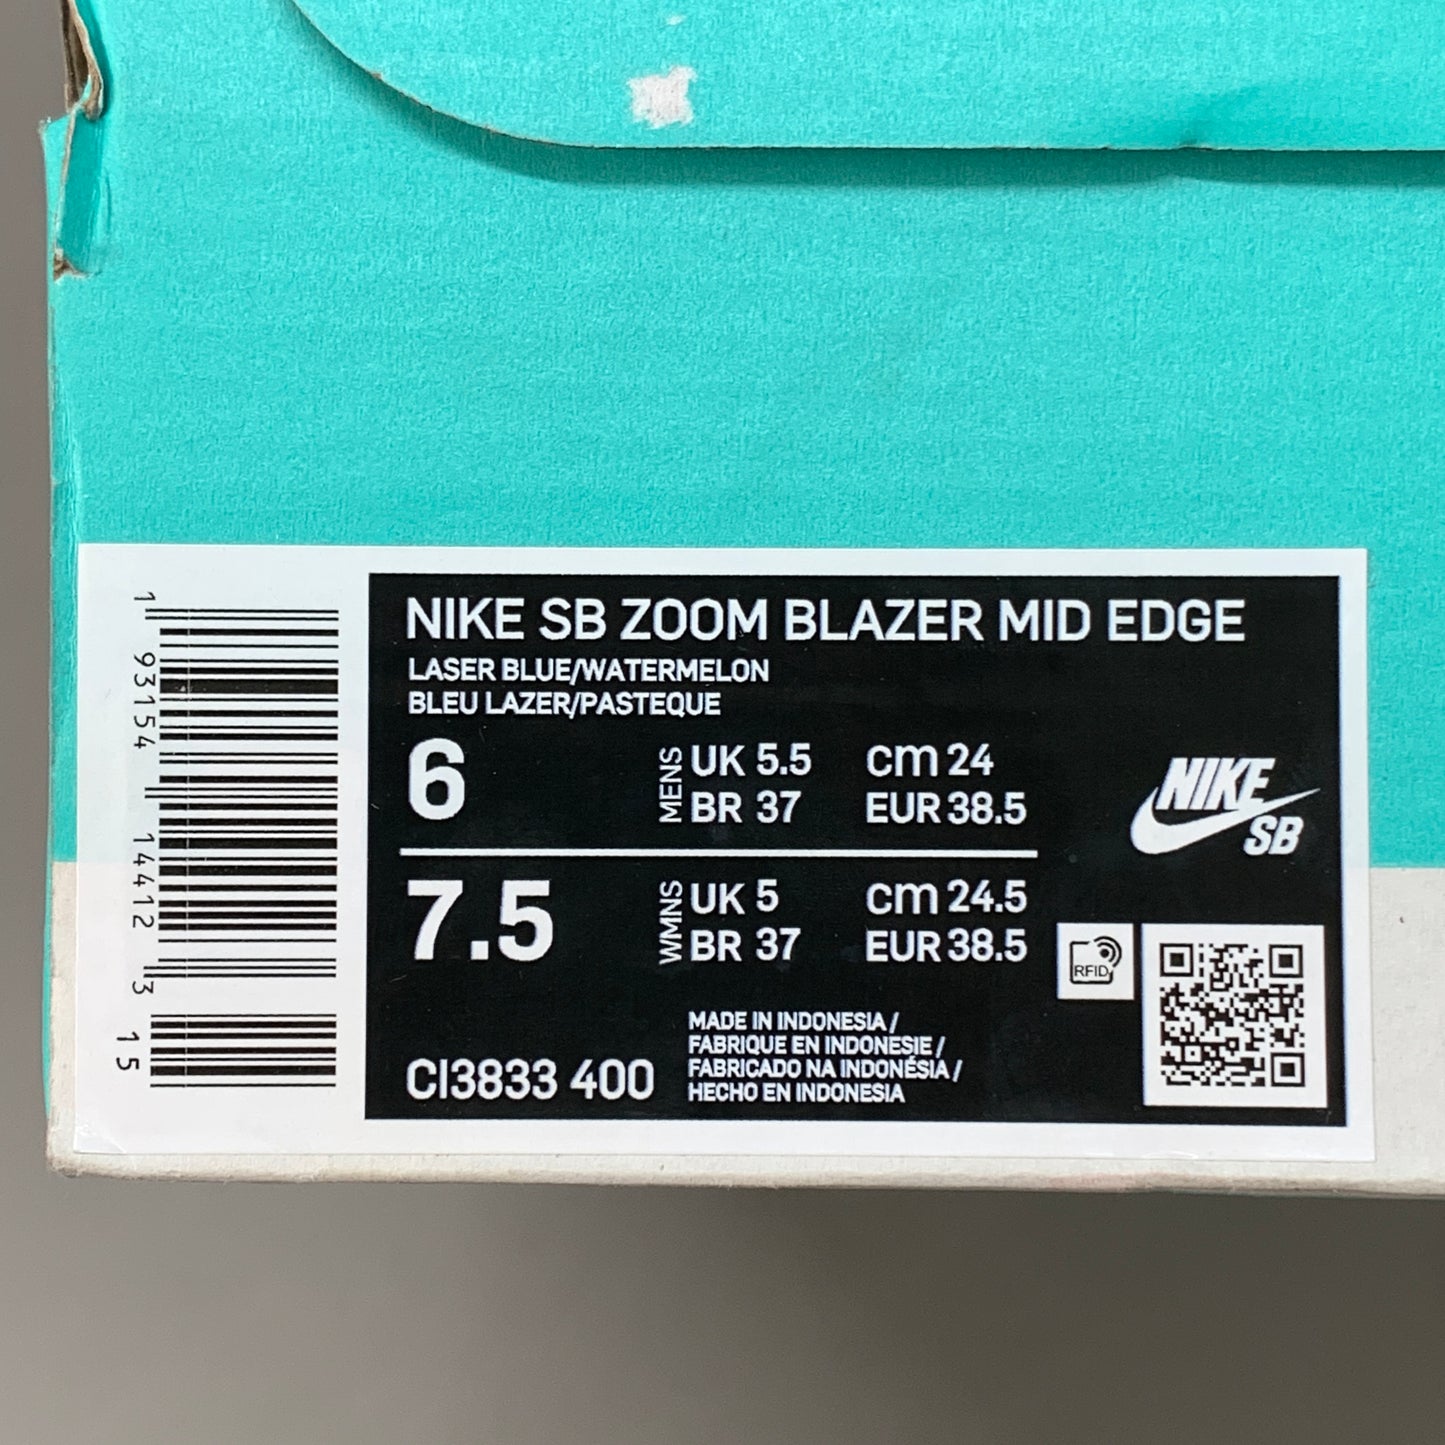 NIKE SB ZOOM BLAZER MID EDGE
LASER BLUE/WATERMELON
BLEU LAZER/PASTEQUE
6 MENS UK 5.5 cm 24
BR 37 EUR 38.5
7.5 WMNS UK 5 cm 24.5
BR 37 EUR 38.5
NIKE
SB
RFID
CI3833 400
MADE IN INDONESIA /
FABRIQUE EN INDONESIE /
FABRICADO NA INDONÉSIA /
HECHO EN INDONESIA
1 93154 14412 3 15